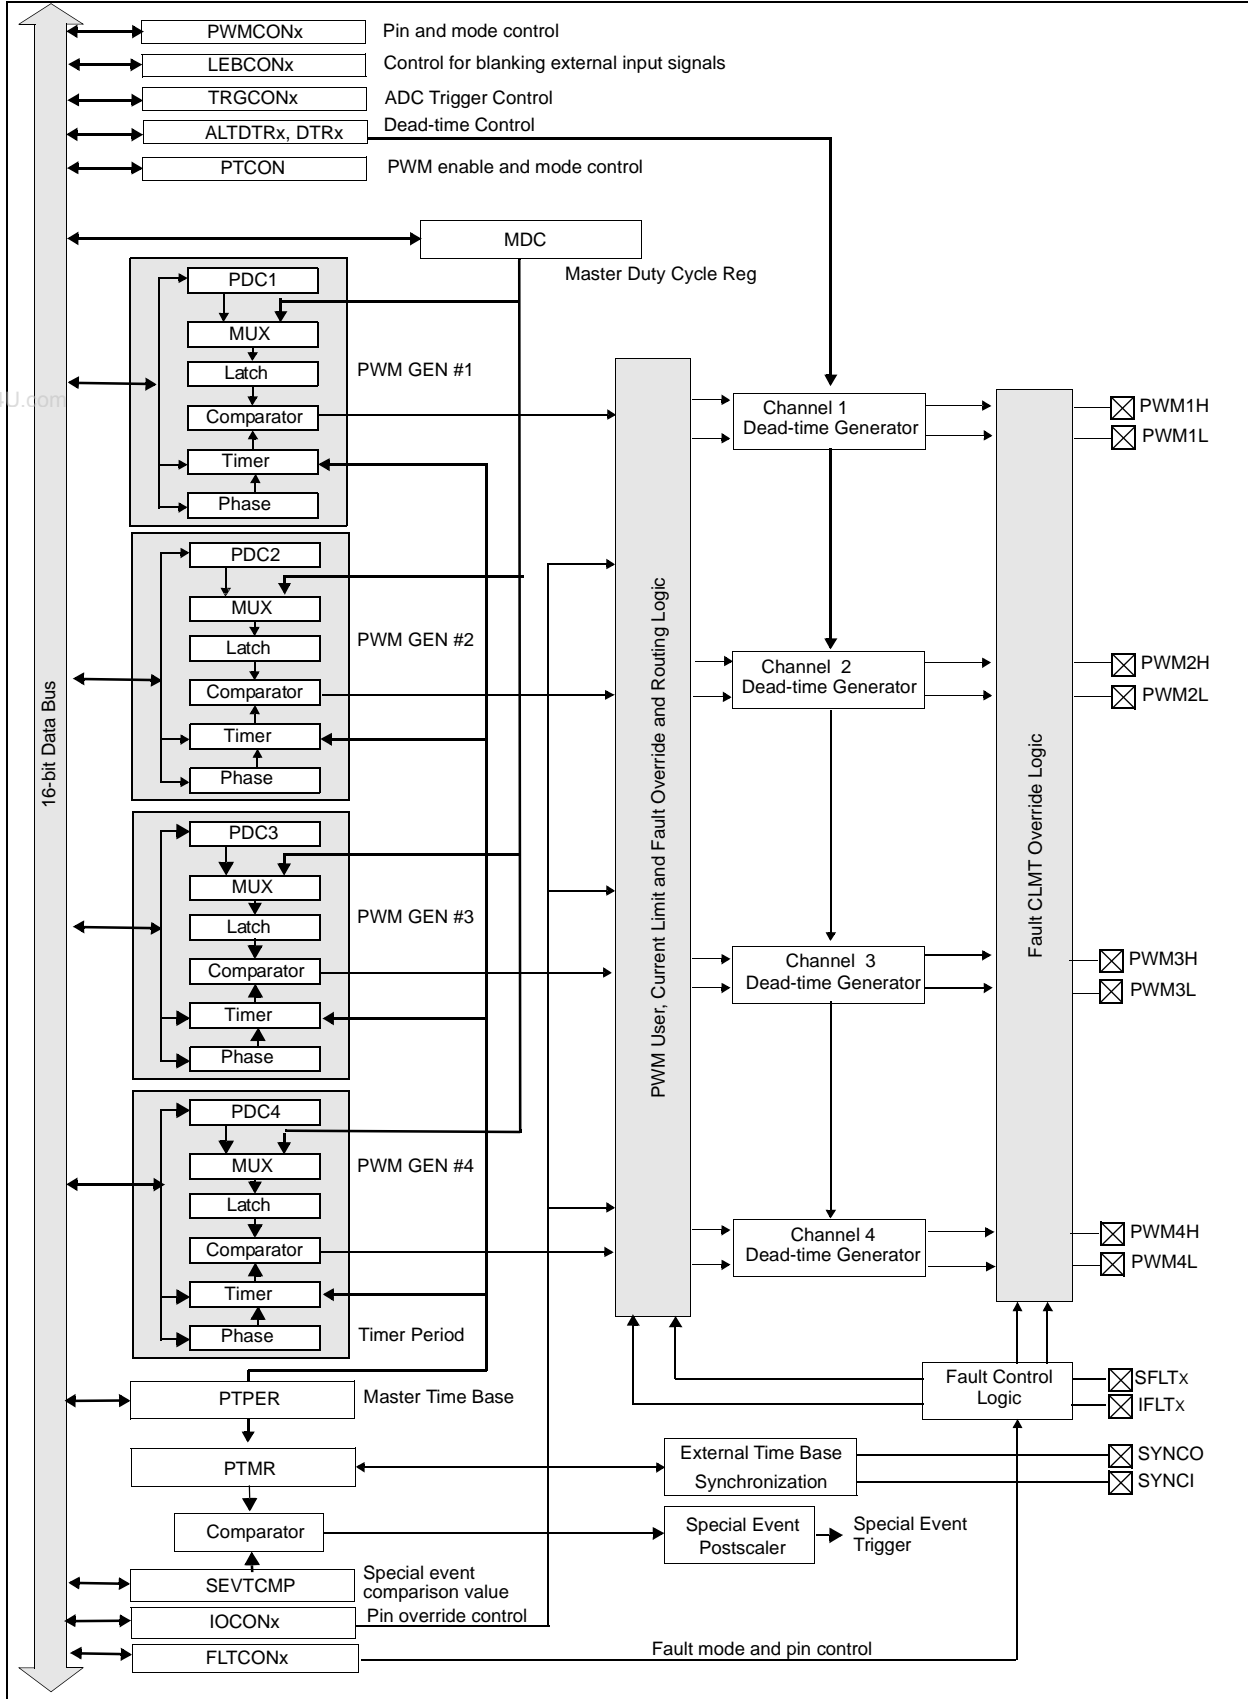 PWMCONx Pin and mode control
LEBCONx Control for blanking external input signals
TRGCONx ADC Trigger Control
ALTDTRx, DTRx Dead-time Control
PTCON PWM enable and mode control
MDC
Master Duty Cycle Reg
16-bit Data Bus
U.com
PDC1
MUX
Latch
Comparator
Timer
Phase
PWM GEN #1
PDC2
MUX
Latch
Comparator
Timer
Phase
PWM GEN #2
PDC3
MUX
Latch
Comparator
Timer
Phase
PWM GEN #3
PDC4
MUX
Latch
Comparator
Timer
Phase
PWM GEN #4
Timer Period
PWM User, Current Limit and Fault Override and Routing Logic
Channel 1
Dead-time Generator
Channel 2
Dead-time Generator
Channel 3
Dead-time Generator
Channel 4
Dead-time Generator
Fault CLMT Override Logic
PWM1H
PWM1L
PWM2H
PWM2L
PWM3H
PWM3L
PWM4H
PWM4L
Fault Control
Logic
SFLTX
IFLTX
PTPER Master Time Base
PTMR
External Time Base
Synchronization
SYNCO
SYNCI
Comparator
Special Event
Postscaler
Special Event
Trigger
SEVTCMP
Special event
comparison value
IOCONx Pin override control
FLTCONx Fault mode and pin control